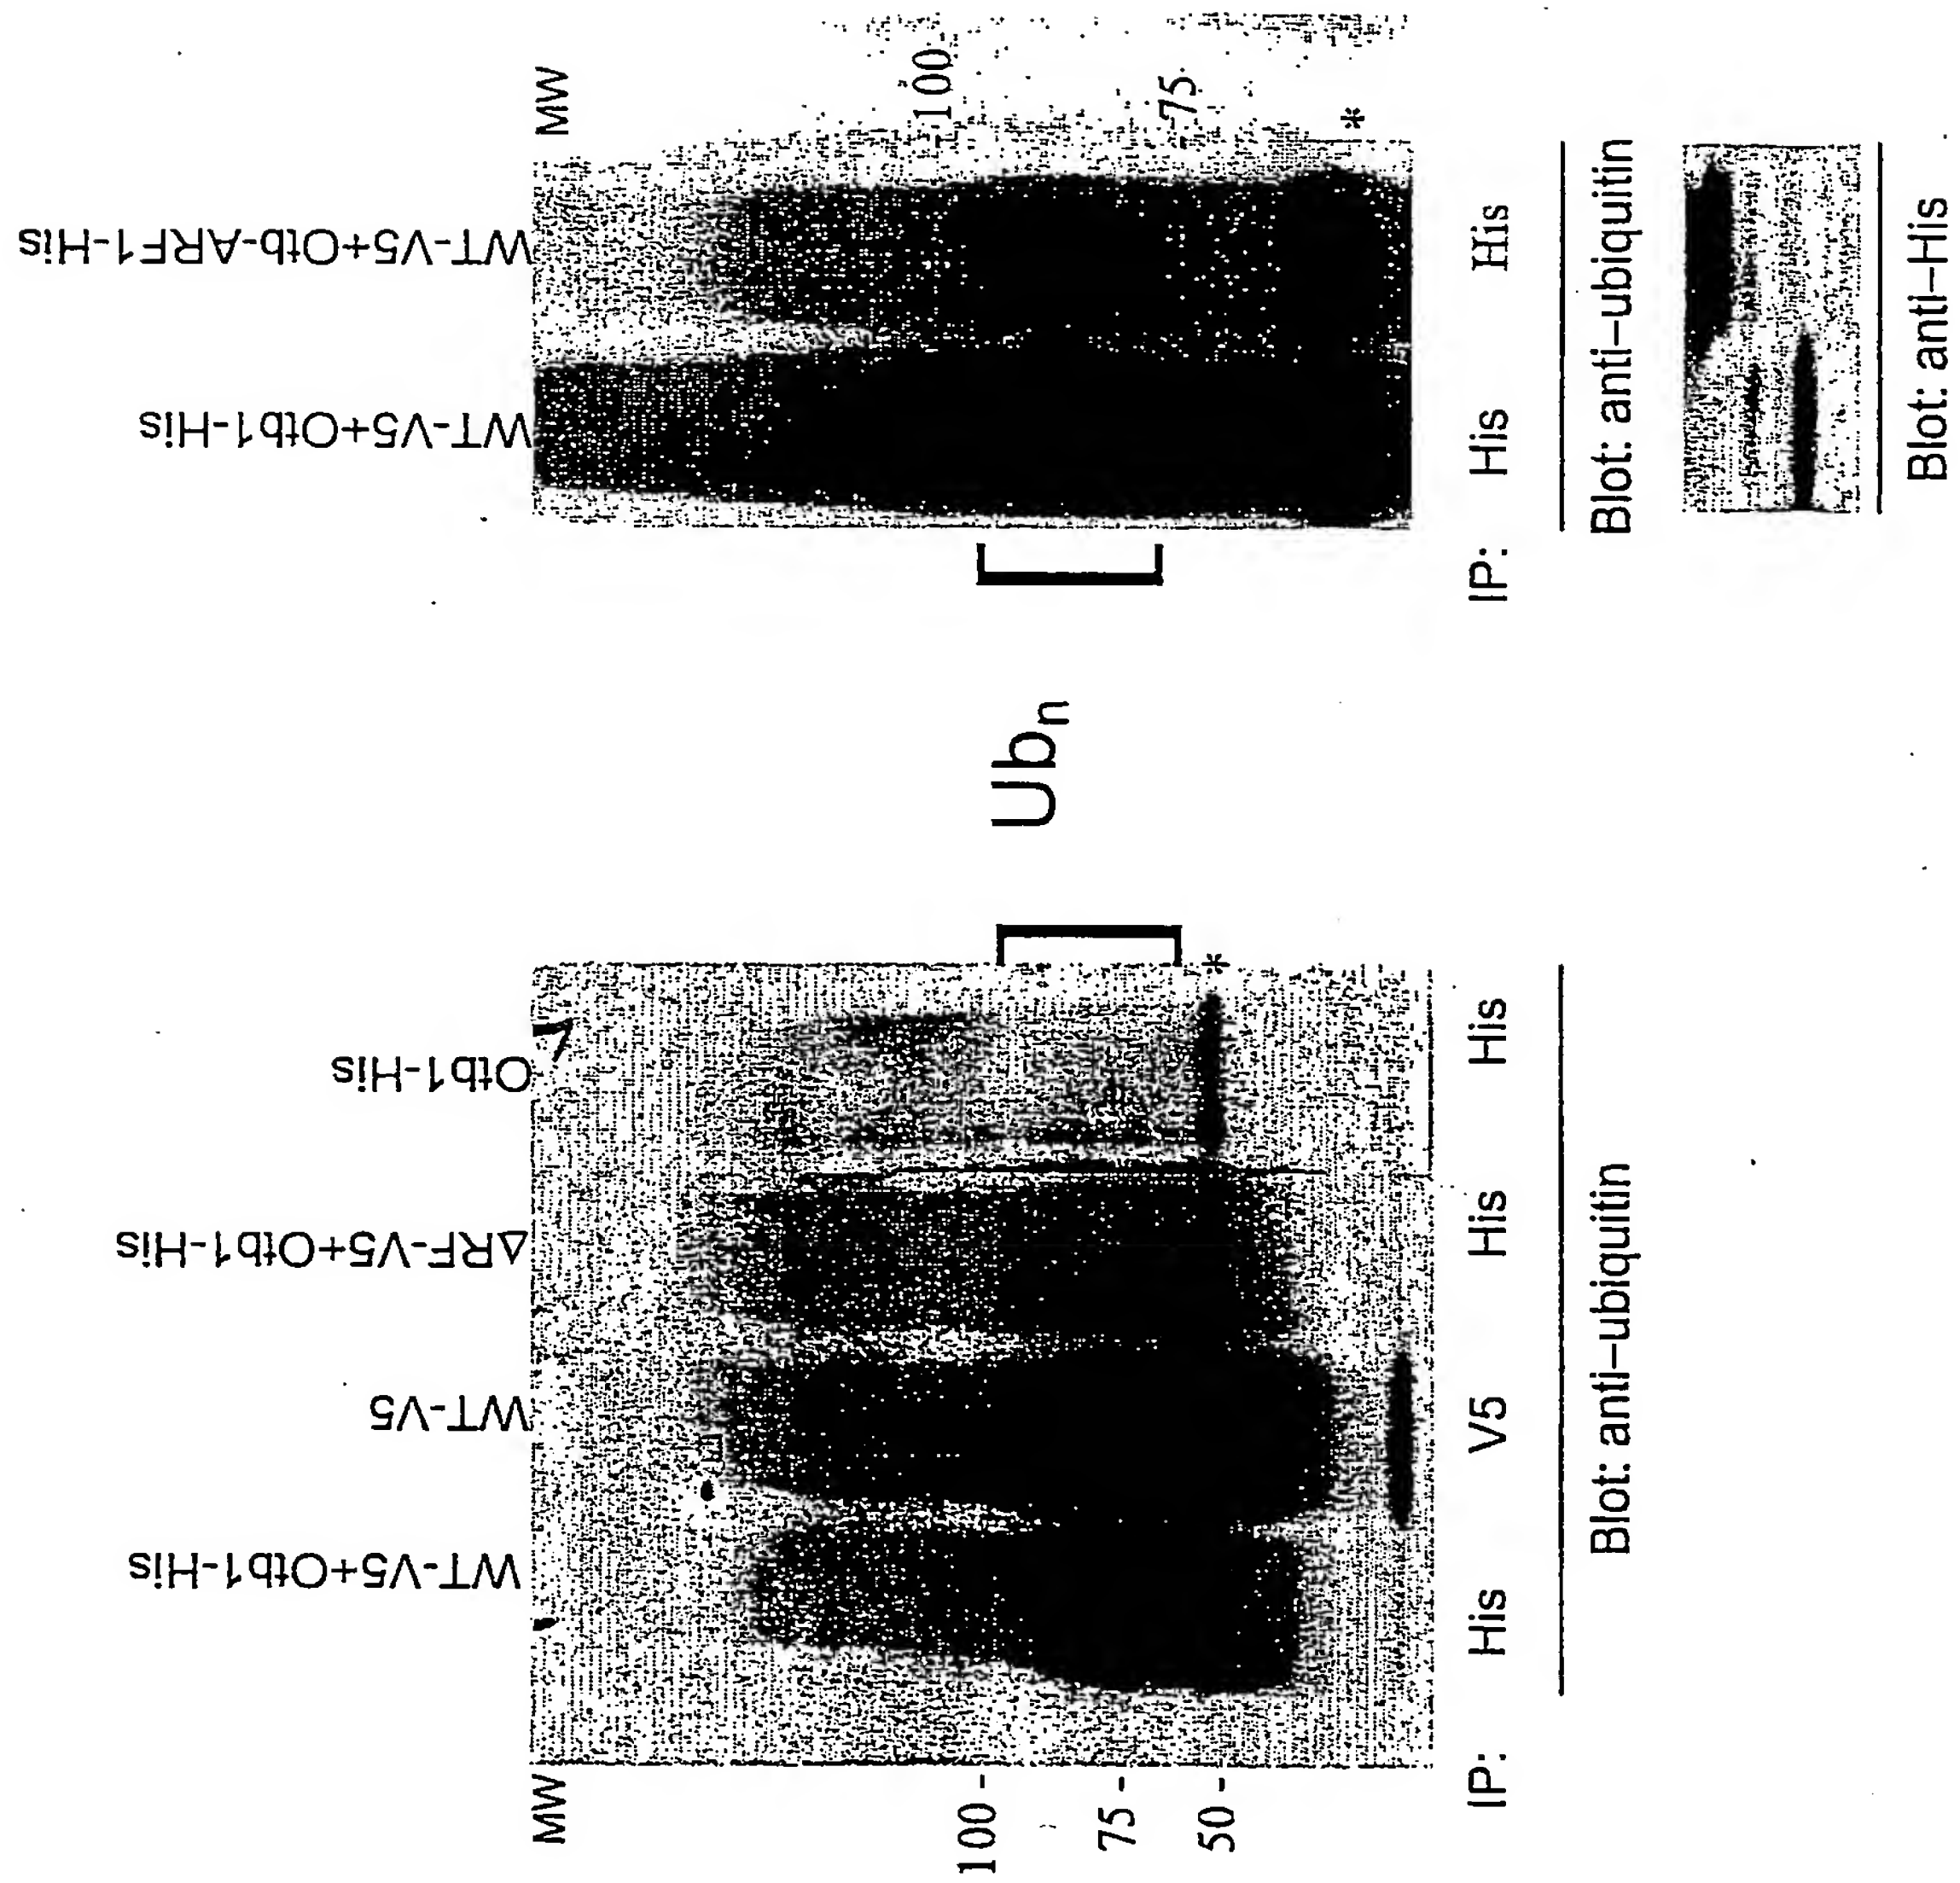 WT-V5+Otb1-His
WT-V5
ΔRF-V5+Otb1-His
Otb1-His
MW
100 -
75 -
50 -
*
IP:
His
V5
His
His
Blot: anti-ubiquitin
Ubn
WT-V5+Otb1-His
WT-V5+Otb-ARF1-His
MW
-100
-75
*
IP:
His
His
Blot: anti-ubiquitin
Blot: anti-His